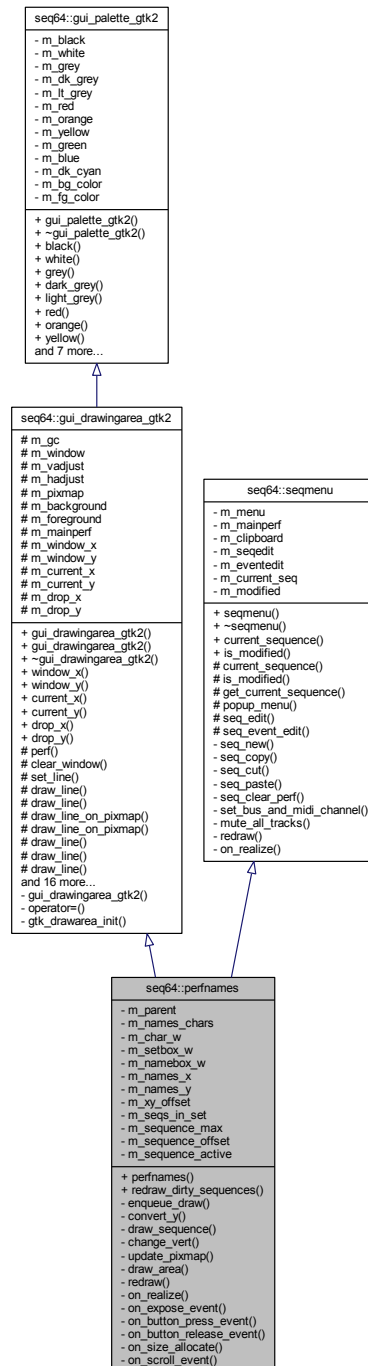 seq64::gui_palette_gtk2
- m_black
- m_white
- m_grey
- m_dk_grey
- m_lt_grey
- m_red
- m_orange
- m_yellow
- m_green
- m_blue
- m_dk_cyan
- m_bg_color
- m_fg_color
+ gui_palette_gtk2()
+ ~gui_palette_gtk2()
+ black()
+ white()
+ grey()
+ dark_grey()
+ light_grey()
+ red()
+ orange()
+ yellow()
and 7 more...
seq64::gui_drawingarea_gtk2
# m_gc
# m_window
# m_vadjust
# m_hadjust
# m_pixmap
# m_background
# m_foreground
# m_mainperf
# m_window_x
# m_window_y
# m_current_x
# m_current_y
# m_drop_x
# m_drop_y
+ gui_drawingarea_gtk2()
+ gui_drawingarea_gtk2()
+ ~gui_drawingarea_gtk2()
+ window_x()
+ window_y()
+ current_x()
+ current_y()
+ drop_x()
+ drop_y()
# perf()
# clear_window()
# set_line()
# draw_line()
# draw_line()
# draw_line_on_pixmap()
# draw_line_on_pixmap()
# draw_line()
# draw_line()
# draw_line()
and 16 more...
- gui_drawingarea_gtk2()
- operator=()
- gtk_drawarea_init()
seq64::seqmenu
- m_menu
- m_mainperf
- m_clipboard
- m_seqedit
- m_eventedit
- m_current_seq
- m_modified
+ seqmenu()
+ ~seqmenu()
+ current_sequence()
+ is_modified()
# current_sequence()
# is_modified()
# get_current_sequence()
# popup_menu()
# seq_edit()
# seq_event_edit()
- seq_new()
- seq_copy()
- seq_cut()
- seq_paste()
- seq_clear_perf()
- set_bus_and_midi_channel()
- mute_all_tracks()
- redraw()
- on_realize()
seq64::perfnames
- m_parent
- m_names_chars
- m_char_w
- m_setbox_w
- m_namebox_w
- m_names_x
- m_names_y
- m_xy_offset
- m_seqs_in_set
- m_sequence_max
- m_sequence_offset
- m_sequence_active
+ perfnames()
+ redraw_dirty_sequences()
- enqueue_draw()
- convert_y()
- draw_sequence()
- change_vert()
- update_pixmap()
- draw_area()
- redraw()
- on_realize()
- on_expose_event()
- on_button_press_event()
- on_button_release_event()
- on_size_allocate()
- on_scroll_event()